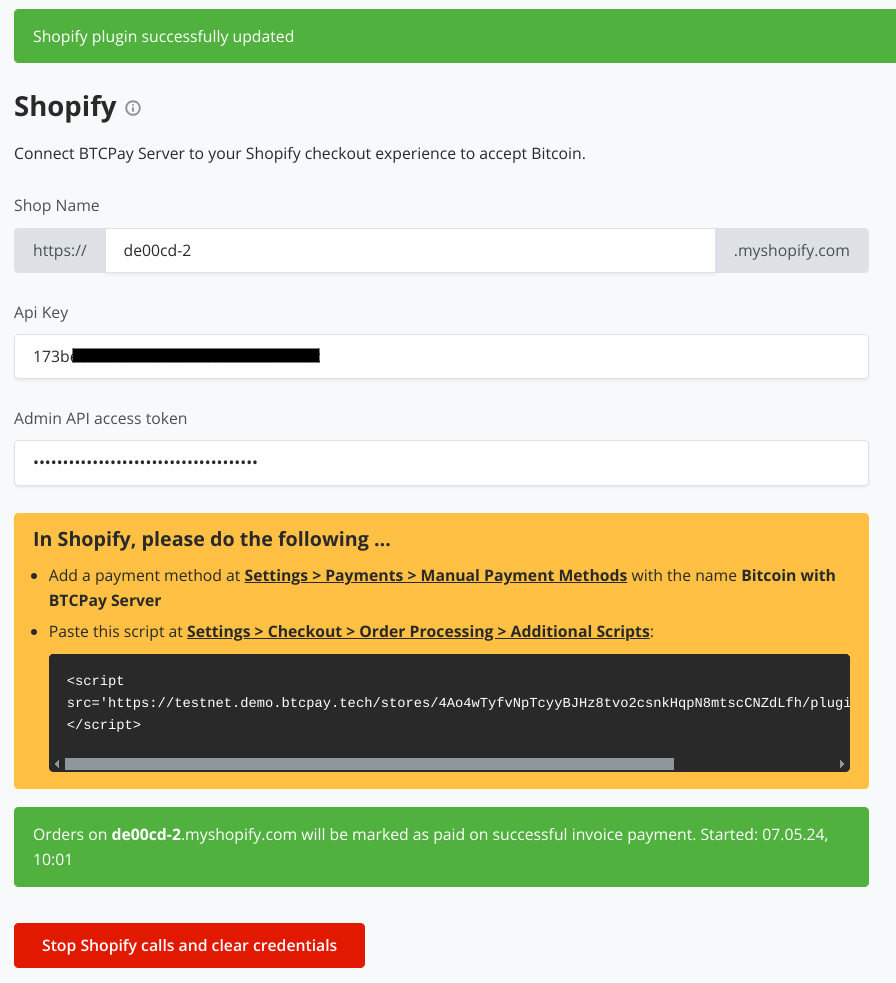 Shopify plugin successfully updated
Shopify
Connect BTCPay Server to your Shopify checkout experience to accept Bitcoin.
Shop Name
https:// de00cd-2 .myshopify.com
Api Key
173be
Admin API access token
••••••••••••••••••••••••••••••••••••••
In Shopify, please do the following ...
• Add a payment method at Settings > Payments > Manual Payment Methods with the name Bitcoin with
BTCPay Server
• Paste this script at Settings > Checkout > Order Processing > Additional Scripts:
<script
src='https://testnet.demo.btcpay.tech/stores/4Ao4wTyfvNpTcyyBJHz8tvo2csnkHqpN8mtscCNZdLfh/plugi
</script>
Orders on de00cd-2.myshopify.com will be marked as paid on successful invoice payment. Started: 07.05.24,
10:01
Stop Shopify calls and clear credentials